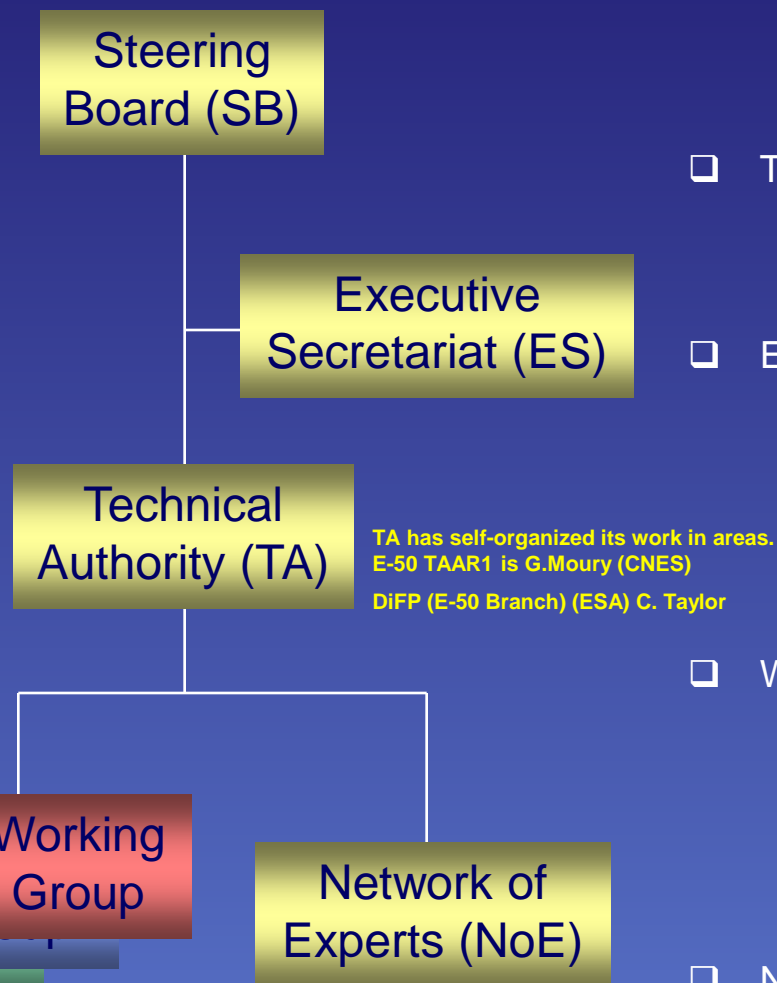 Steering
Board (SB)
❑ T
Executive
Secretariat (ES)
❑ E
Technical
Authority (TA)
TA has self-organized its work in areas.
E-50 TAAR1 is G.Moury (CNES)
DiFP (E-50 Branch) (ESA) C. Taylor
❑ W
Working
Group
Network of
Experts (NoE)
❑ N